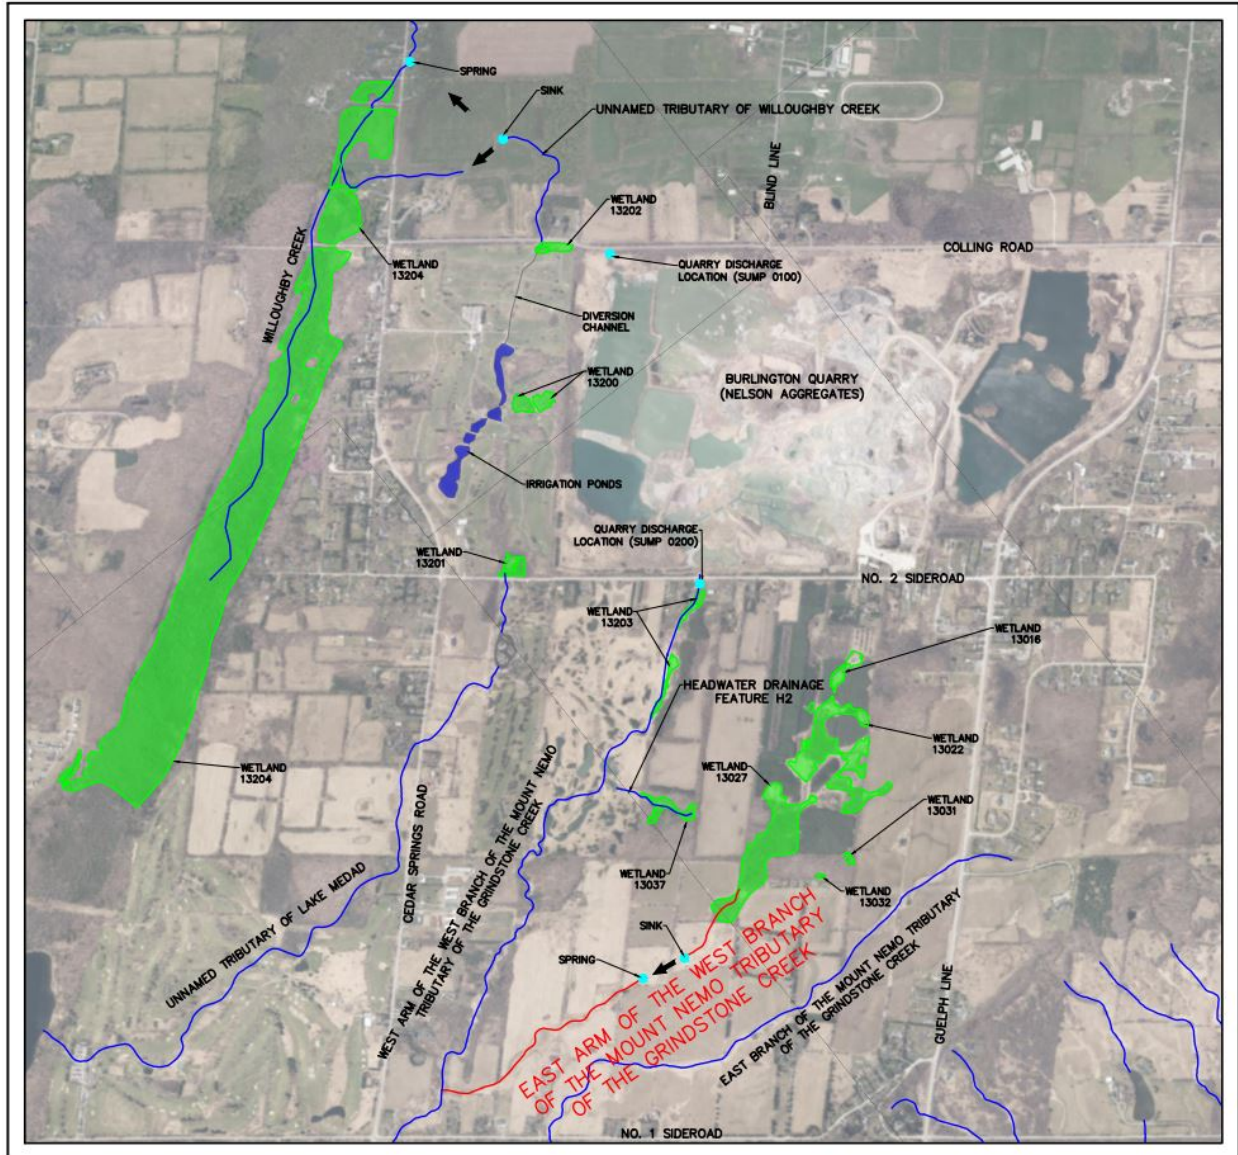 SPRING
SINK
UNNAMED TRIBUTARY OF WILLOUGHBY CREEK
BLIND LINE
WETLAND
13202
COLLING ROAD
WILLOUGHBY CREEK
WETLAND
13204
QUARRY DISCHARGE
LOCATION (SUMP 0100)
DIVERSION
CHANNEL
WETLAND
13200
BURLINGTON QUARRY
(NELSON AGGREGATES)
IRRIGATION PONDS
QUARRY DISCHARGE
LOCATION (SUMP 0200)
WETLAND
13201
NO. 2 SIDEROAD
WETLAND
13203
WETLAND
13016
HEADWATER DRAINAGE
FEATURE H2
WETLAND
13022
WETLAND
13204
WETLAND
13027
WETLAND
13031
CEDAR SPRINGS ROAD
WEST ARM OF THE WEST BRANCH OF THE MOUNT NEMO
TRIBUTARY OF THE GRINDSTONE CREEK
WETLAND
13037
WETLAND
13032
UNNAMED TRIBUTARY OF LAKE MEDAD
SINK
SPRING
EAST ARM OF THE WEST BRANCH
OF THE MOUNT NEMO TRIBUTARY
OF THE GRINDSTONE CREEK
EAST BRANCH OF THE MOUNT NEMO TRIBUTARY
OF THE GRINDSTONE CREEK
GUELPH LINE
NO. 1 SIDEROAD